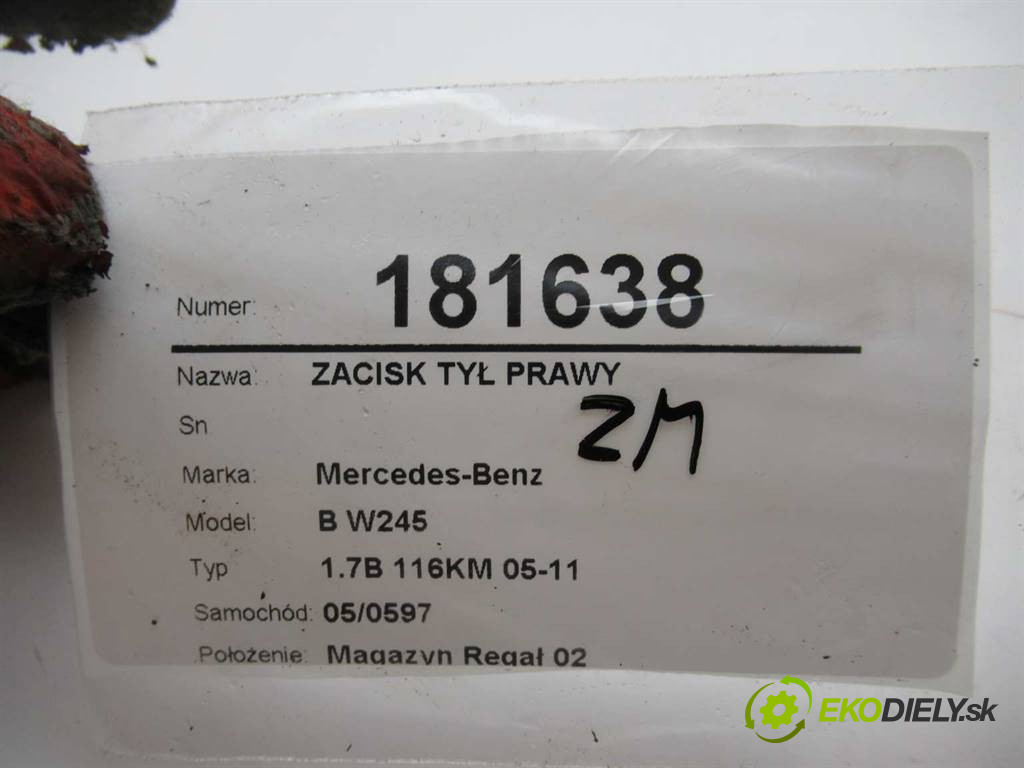 Numer: 181638
Nazwa: ZACISK TYŁ PRAWY
ZM
Sn
Marka: Mercedes-Benz
Model: B W245
Typ 1.7B 116KM 05-11
Samochód: 05/0597
Położenie: Magazyn Regał 02
EKODIELY.sk